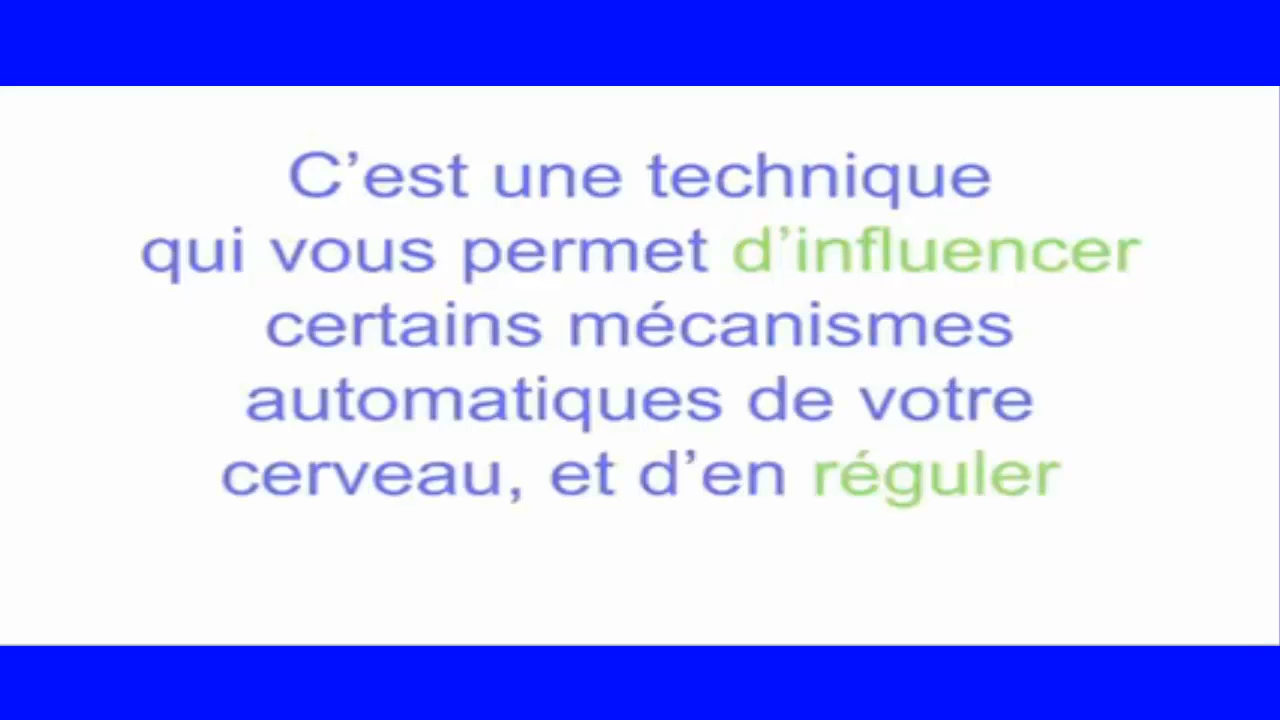 C’est une technique
qui vous permet d’influencer
certains mécanismes
automatiques de votre
cerveau, et d’en réguler